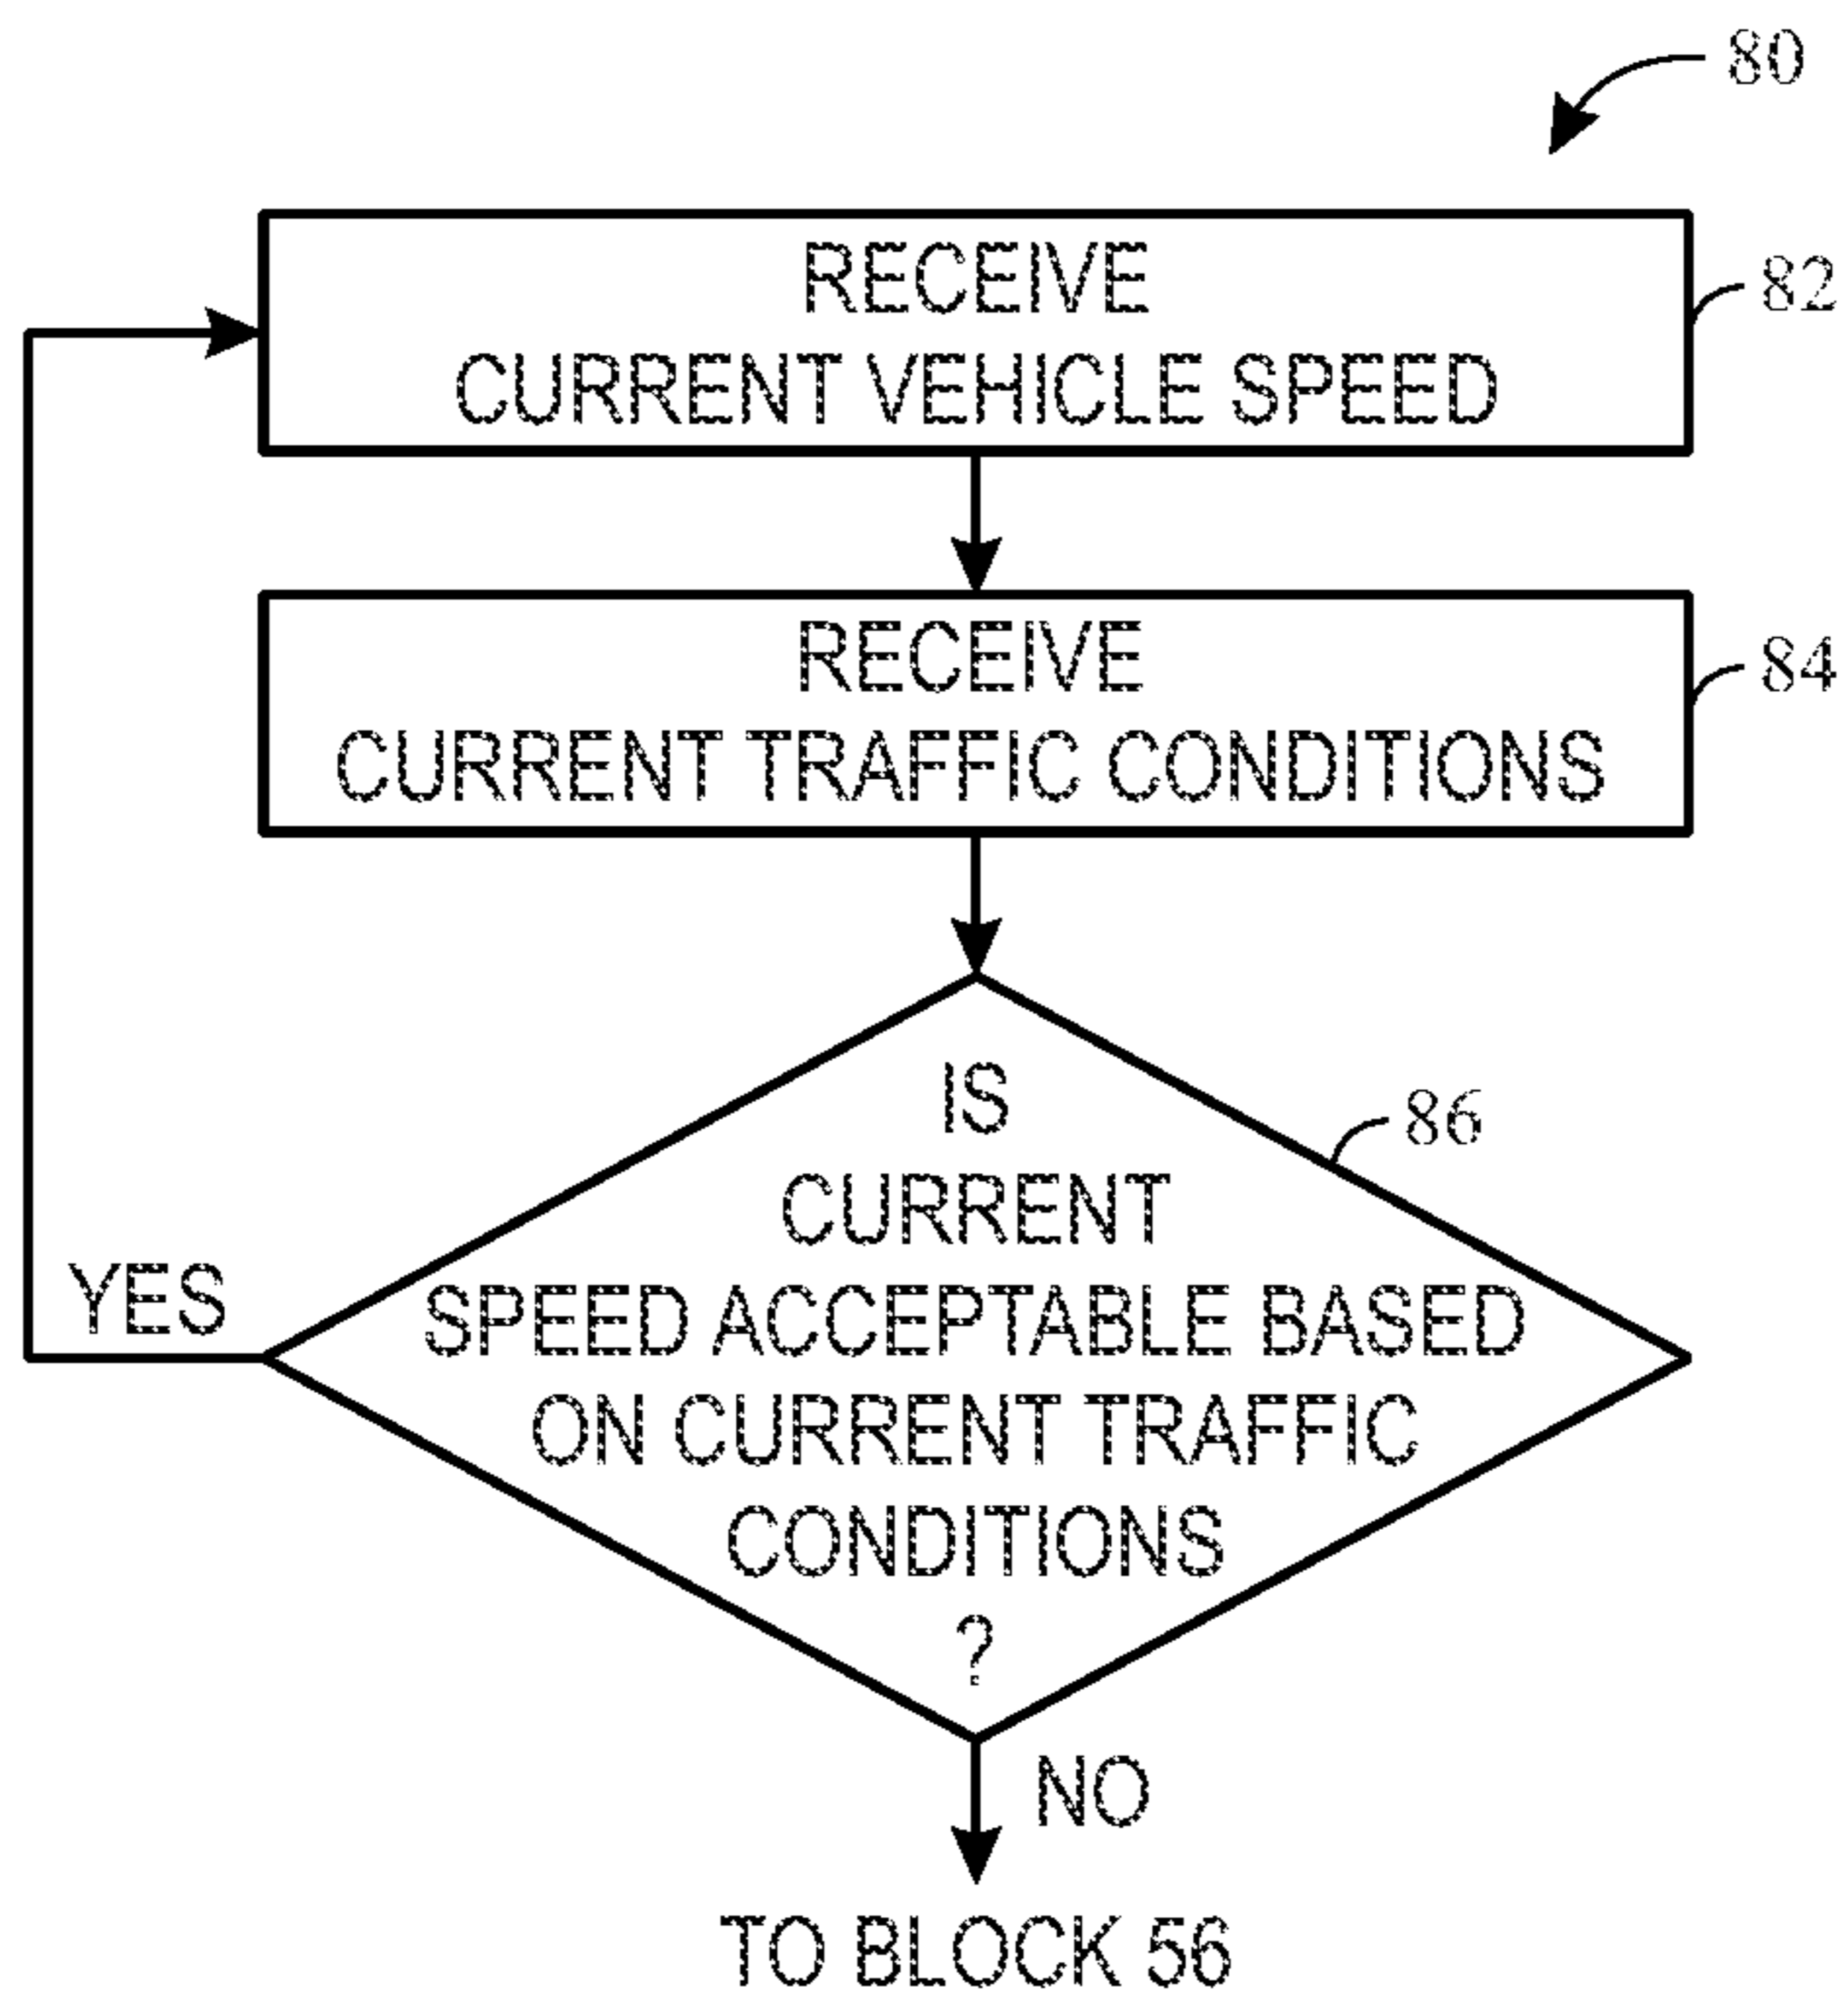 80
RECEIVE
CURRENT VEHICLE SPEED
82
RECEIVE
CURRENT TRAFFIC CONDITIONS
84
IS
CURRENT
SPEED ACCEPTABLE BASED
ON CURRENT TRAFFIC
CONDITIONS
?
86
YES
NO
TO BLOCK 56